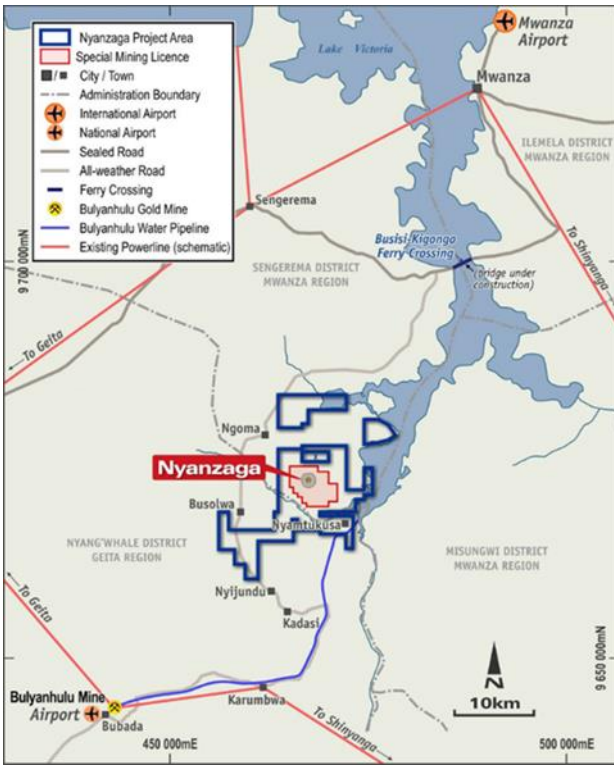 Nyanzaga Project Area
Special Mining Licence
City / Town
Administration Boundary
International Airport
National Airport
Sealed Road
All-weather Road
Ferry Crossing
Bulyanhulu Gold Mine
Bulyanhulu Water Pipeline
Existing Powerline (schematic)
Lake Victoria
Mwanza
Airport
Mwanza
ILEMELA DISTRICT
MWANZA REGION
Sengerema
To Shinyanga
Busisi-Kigonga
Ferry Crossing
(bridge under
construction)
9 700 000mN
SENGEREMA DISTRICT
MWANZA REGION
To Geita
Ngoma
Nyanzaga
Busolwa
Nyamtukusa
NYANG'WHALE DISTRICT
GEITA REGION
MISUNGWI DISTRICT
MWANZA REGION
To Geita
Nyijundu
Kadasi
9 650 000mN
N
10km
Bulyanhulu Mine
Airport
Bubada
Karumbwa
To Shinyanga
450 000mE
500 000mE